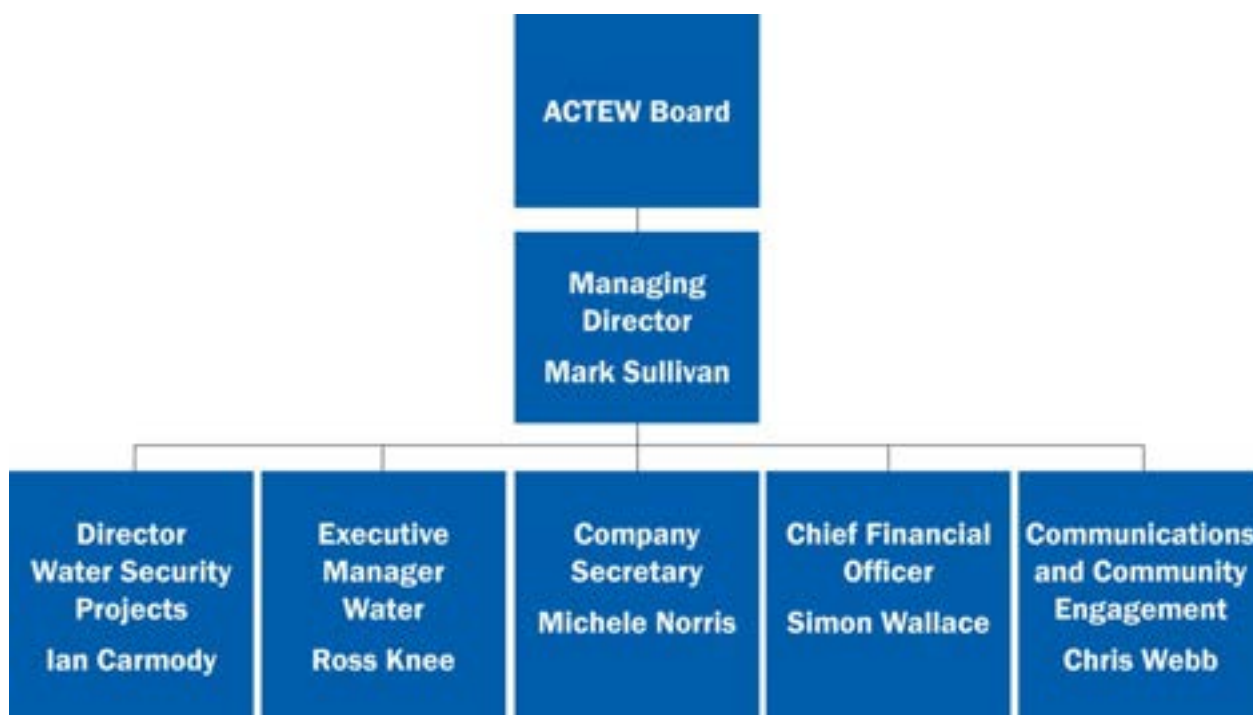 ACTEW Board
Managing
Director
Mark Sullivan
Director
Water Security
Projects
Ian Carmody
Executive
Manager
Water
Ross Knee
Company
Secretary
Michele Norris
Chief Financial
Officer
Simon Wallace
Communications
and Community
Engagement
Chris Webb